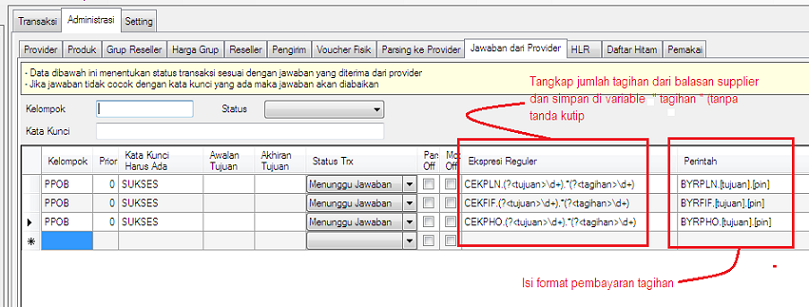 Transaksi Administrasi Setting
Provider Produk Grup Reseller Harga Grup Reseller Pengirim Voucher Fisik Parsing ke Provider Jawaban dari Provider HLR Daftar Hitam Pemakai
- Data dibawah ini menentukan status transaksi sesuai dengan jawaban yang diterima dari provider
- Jika jawaban tidak cocok dengan kata kunci yang ada maka jawaban akan diabaikan
Tangkap jumlah tagihan dari balasan supplier
dan simpan di variable " tagihan " (tanpa
tanda kutip
Kelompok Status
Kata Kunci
Kelompok Prior Kata Kunci Harus Ada Awalan Tujuan Akhiran Tujuan Status Trx Par Off Mo Off Ekspresi Reguler Perintah
PPOB 0 SUKSES Menunggu Jawaban CEKPLN.(?<tujuan>\d+).*(?<tagihan>\d+) BYRPLN.[tujuan].[pin]
PPOB 0 SUKSES Menunggu Jawaban CEKFIF.(?<tujuan>\d+).*(?<tagihan>\d+) BYRFIF.[tujuan].[pin]
PPOB 0 SUKSES Menunggu Jawaban CEKPHO.(?<tujuan>\d+).*(?<tagihan>\d+) BYRPHO.[tujuan].[pin]
Isi format pembayaran tagihan